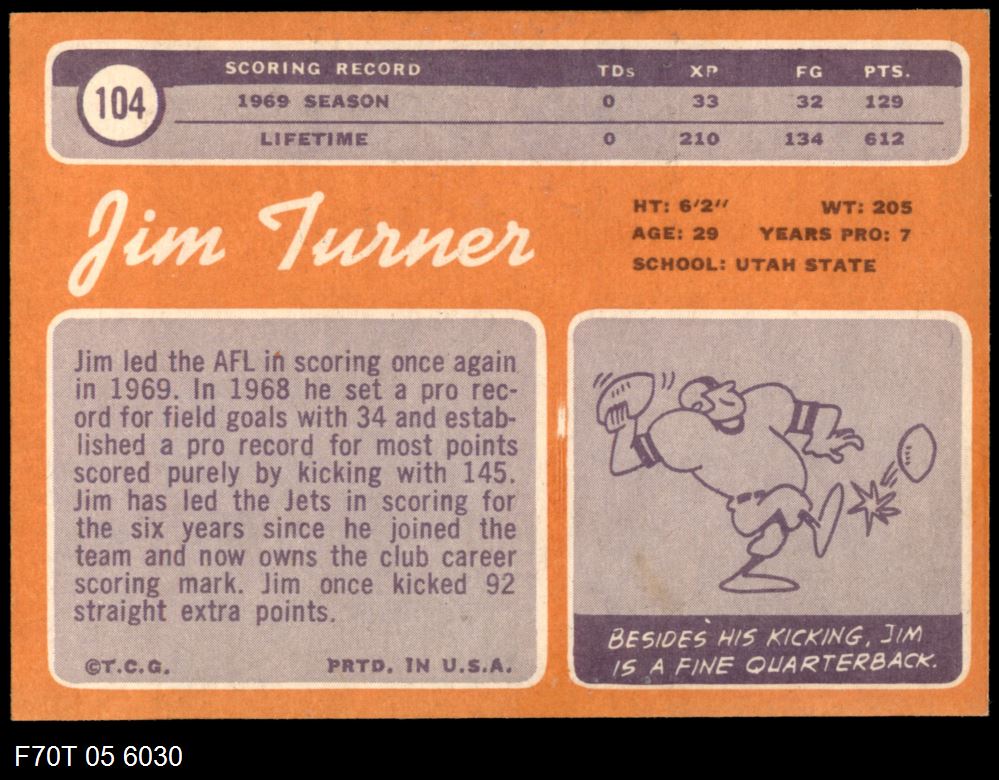 104
SCORING RECORD TDs XP FG PTS.
1969 SEASON 0 33 32 129
LIFETIME 0 210 134 612
Jim Turner
HT: 6'2" WT: 205
AGE: 29 YEARS PRO: 7
SCHOOL: UTAH STATE
Jim led the AFL in scoring once again
in 1969. In 1968 he set a pro rec-
ord for field goals with 34 and estab-
lished a pro record for most points
scored purely by kicking with 145.
Jim has led the Jets in scoring for
the six years since he joined the
team and now owns the club career
scoring mark. Jim once kicked 92
straight extra points.
©T.C.G. PRTD. IN U.S.A.
BESIDES HIS KICKING, JIM
IS A FINE QUARTERBACK.
F70T 05 6030